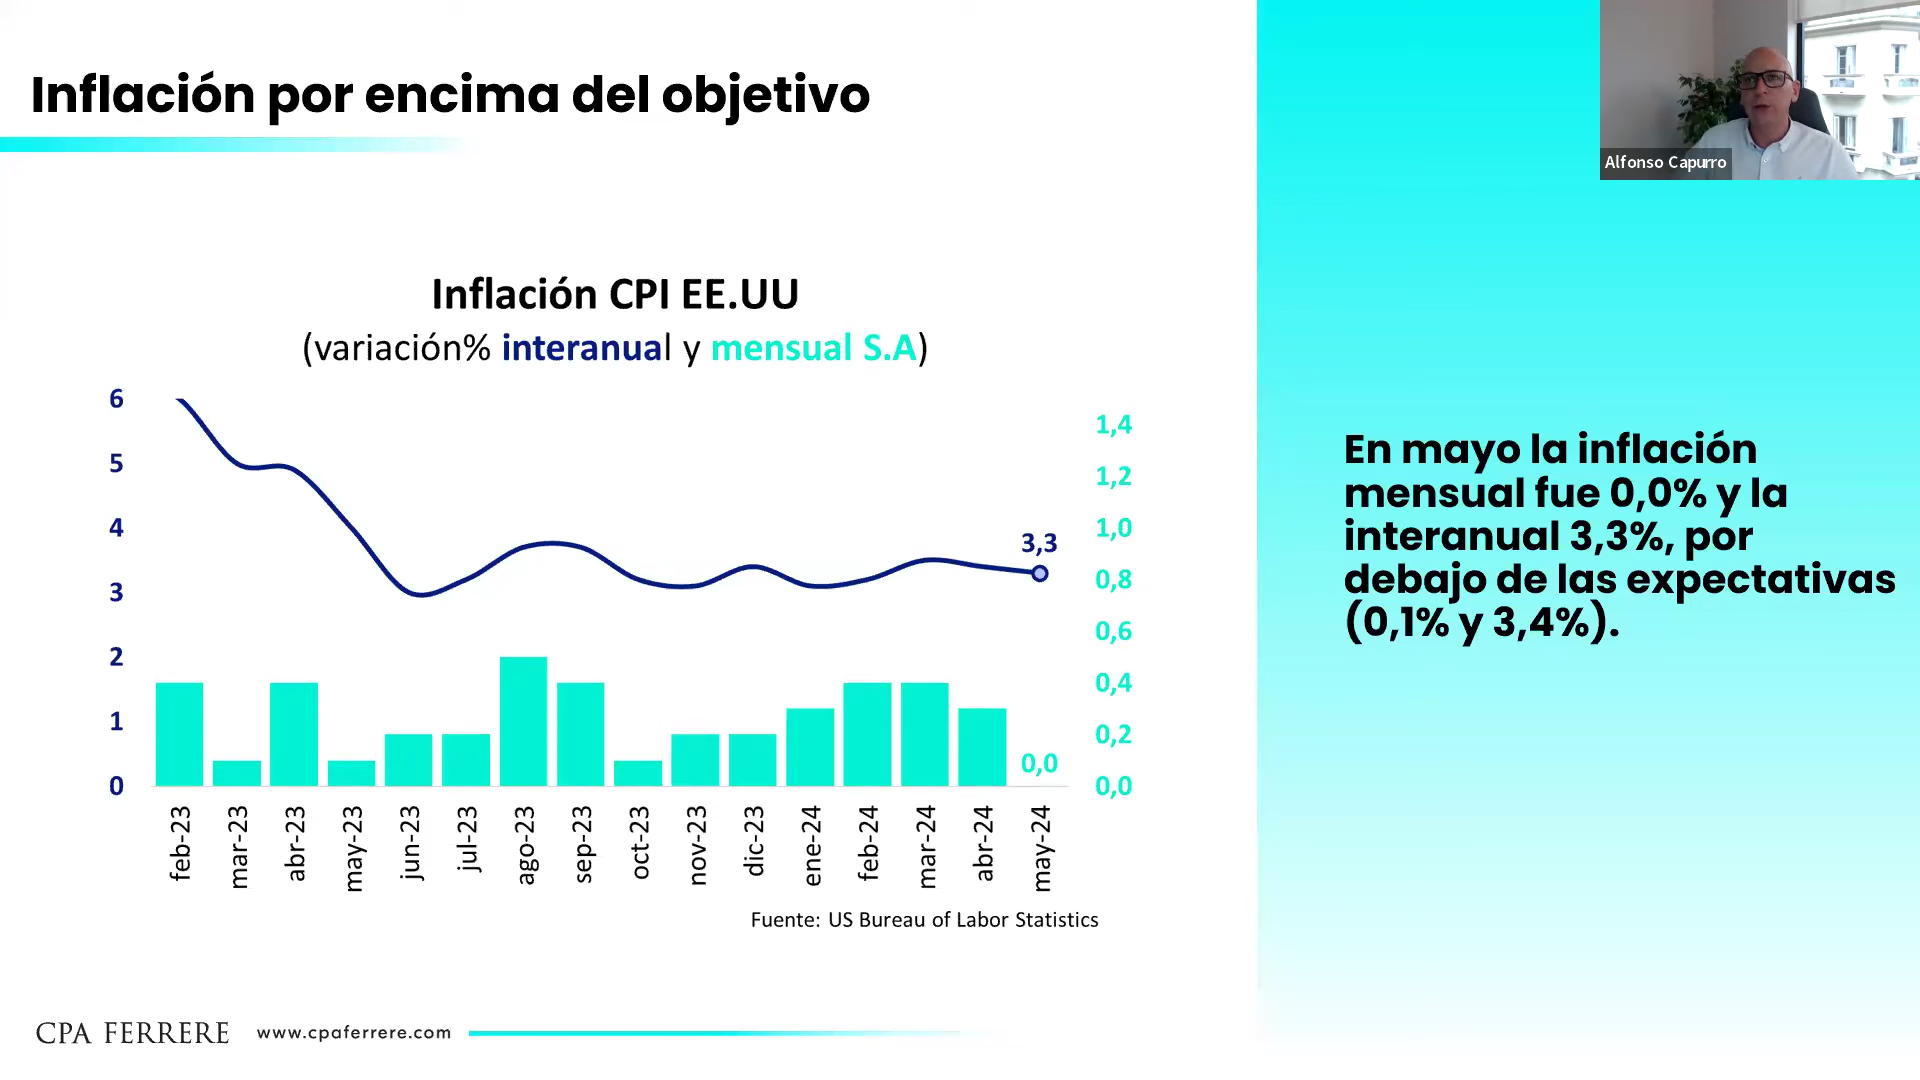 Inflación por encima del objetivo
Alfonso Capurro
Inflación CPI EE.UU
(variación% interanual y mensual S.A)
6
5
4
3
2
1
0
1,4
1,2
1,0
0,8
0,6
0,4
0,2
0,0
3,3
0,0
feb-23
mar-23
abr-23
may-23
jun-23
jul-23
ago-23
sep-23
oct-23
nov-23
dic-23
ene-24
feb-24
mar-24
abr-24
may-24
Fuente: US Bureau of Labor Statistics
En mayo la inflación
mensual fue 0,0% y la
interanual 3,3%, por
debajo de las expectativas
(0,1% y 3,4%).
CPA FERRERE
www.cpaferrere.com